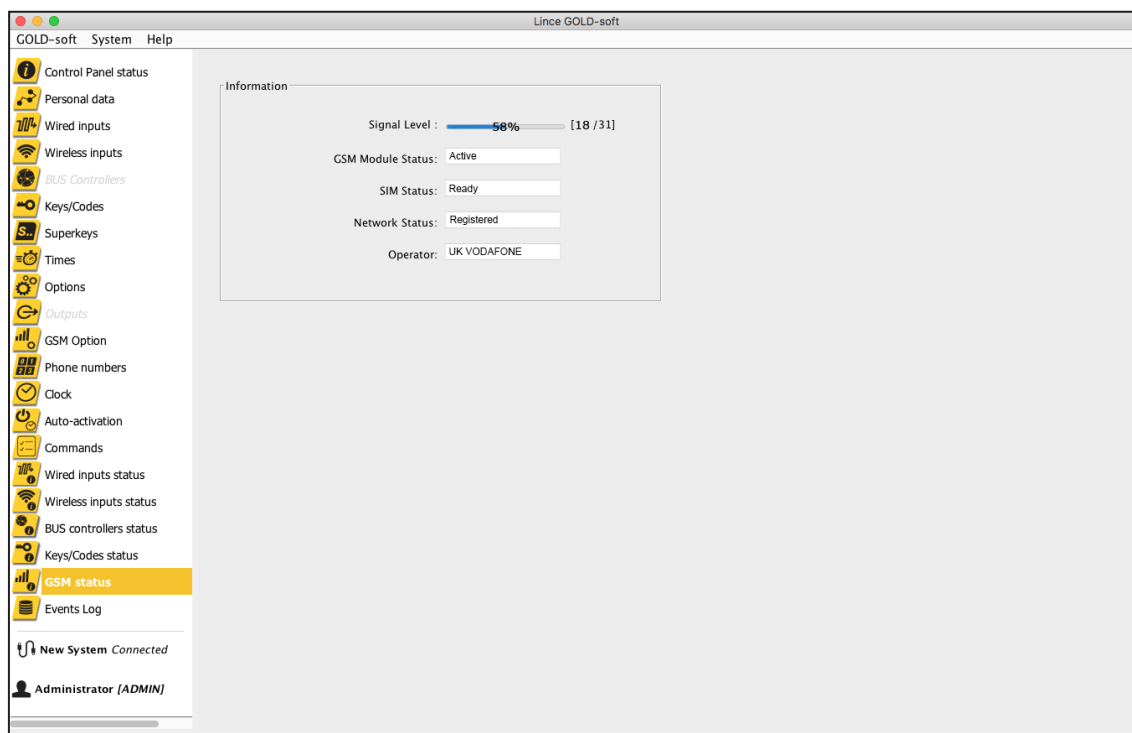 Lince GOLD-soft
GOLD-soft System Help
Control Panel status
Personal data
Wired inputs
Wireless inputs
BUS Controllers
Keys/Codes
Superkeys
Times
Options
Outputs
GSM Option
Phone numbers
Clock
Auto-activation
Commands
Wired inputs status
Wireless inputs status
BUS controllers status
Keys/Codes status
GSM status
Events Log
New System Connected
Administrator [ADMIN]
Information
Signal Level : 58% [18 /31]
GSM Module Status: Active
SIM Status: Ready
Network Status: Registered
Operator: UK VODAFONE